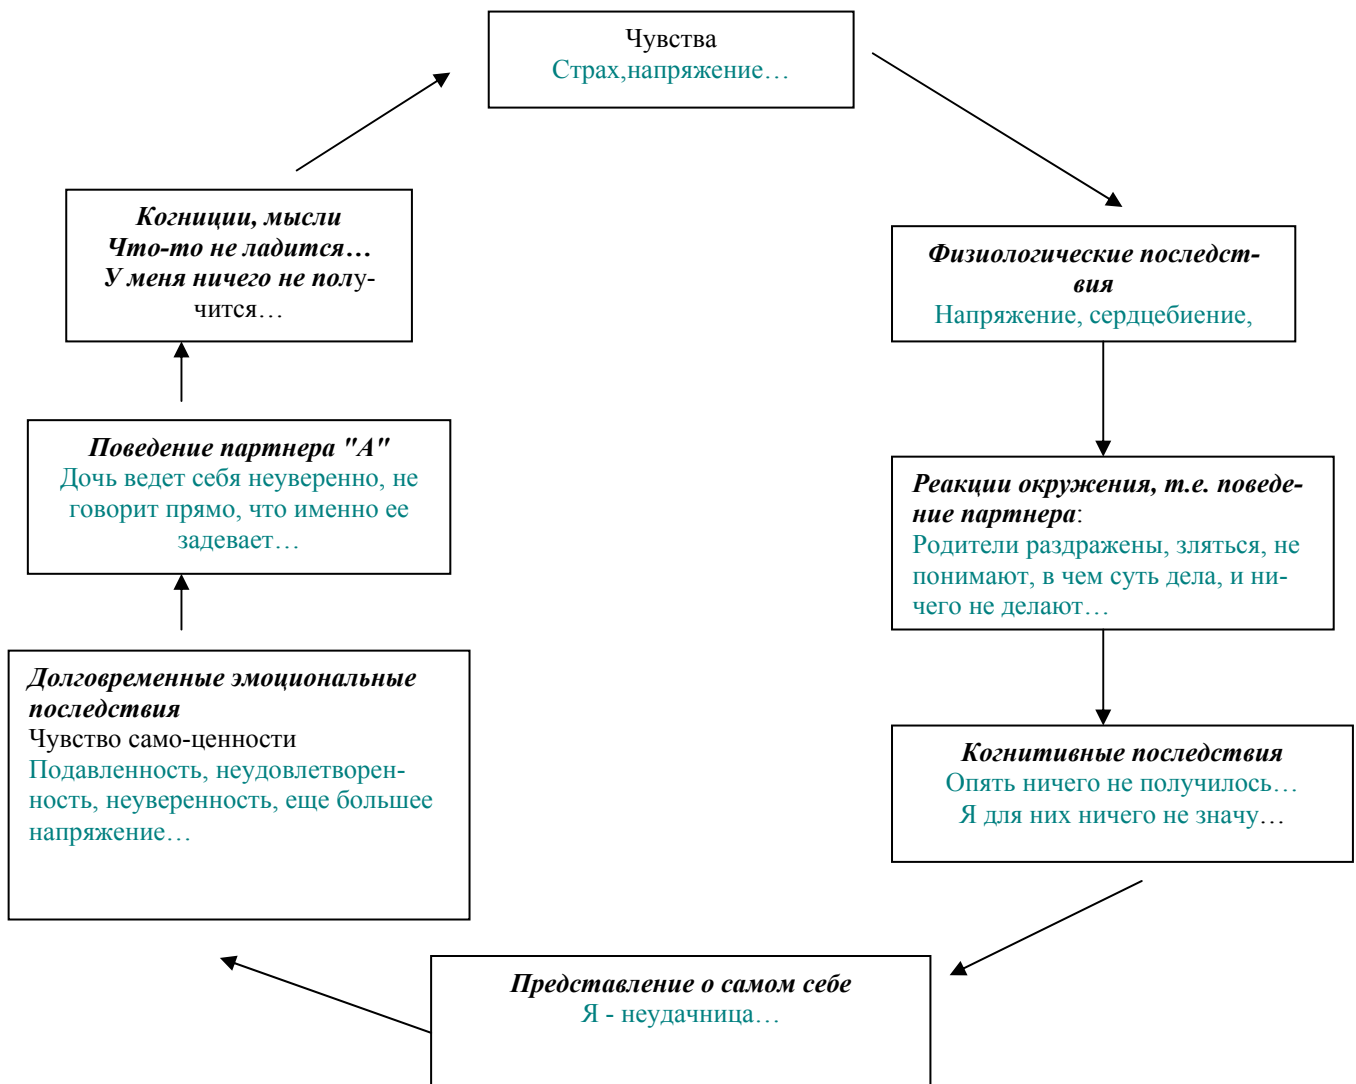 Чувства
Страх,напряжение…
Когниции, мысли
Что-то не ладится…
У меня ничего не полу-
чится…
Физиологические последст-
вия
Напряжение, сердцебиение,
Поведение партнера "А"
Дочь ведет себя неуверенно, не
говорит прямо, что именно ее
задевает…
Реакции окружения, т.е. поведе-
ние партнера:
Родители раздражены, зляться, не
понимают, в чем суть дела, и ни-
чего не делают…
Долговременные эмоциональные
последствия
Чувство само-ценности
Подавленность, неудовлетворен-
ность, неуверенность, еще большее
напряжение…
Когнитивные последствия
Опять ничего не получилось…
Я для них ничего не значу…
Представление о самом себе
Я - неудачница…